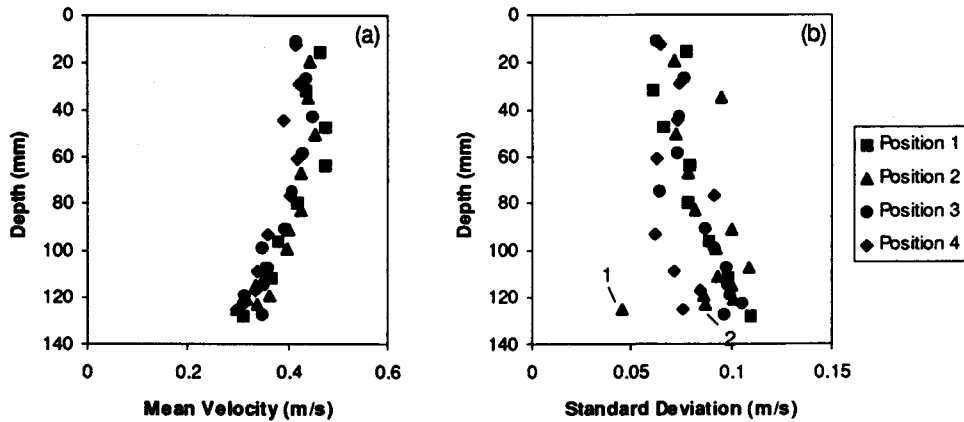 (a)
0
20
40
60
80
100
120
140
Depth (mm)
0 0.2 0.4 0.6
Mean Velocity (m/s)
(b)
0
20
40
60
80
100
120
140
Depth (mm)
1
2
0 0.05 0.1 0.15
Standard Deviation (m/s)
Position 1
Position 2
Position 3
Position 4